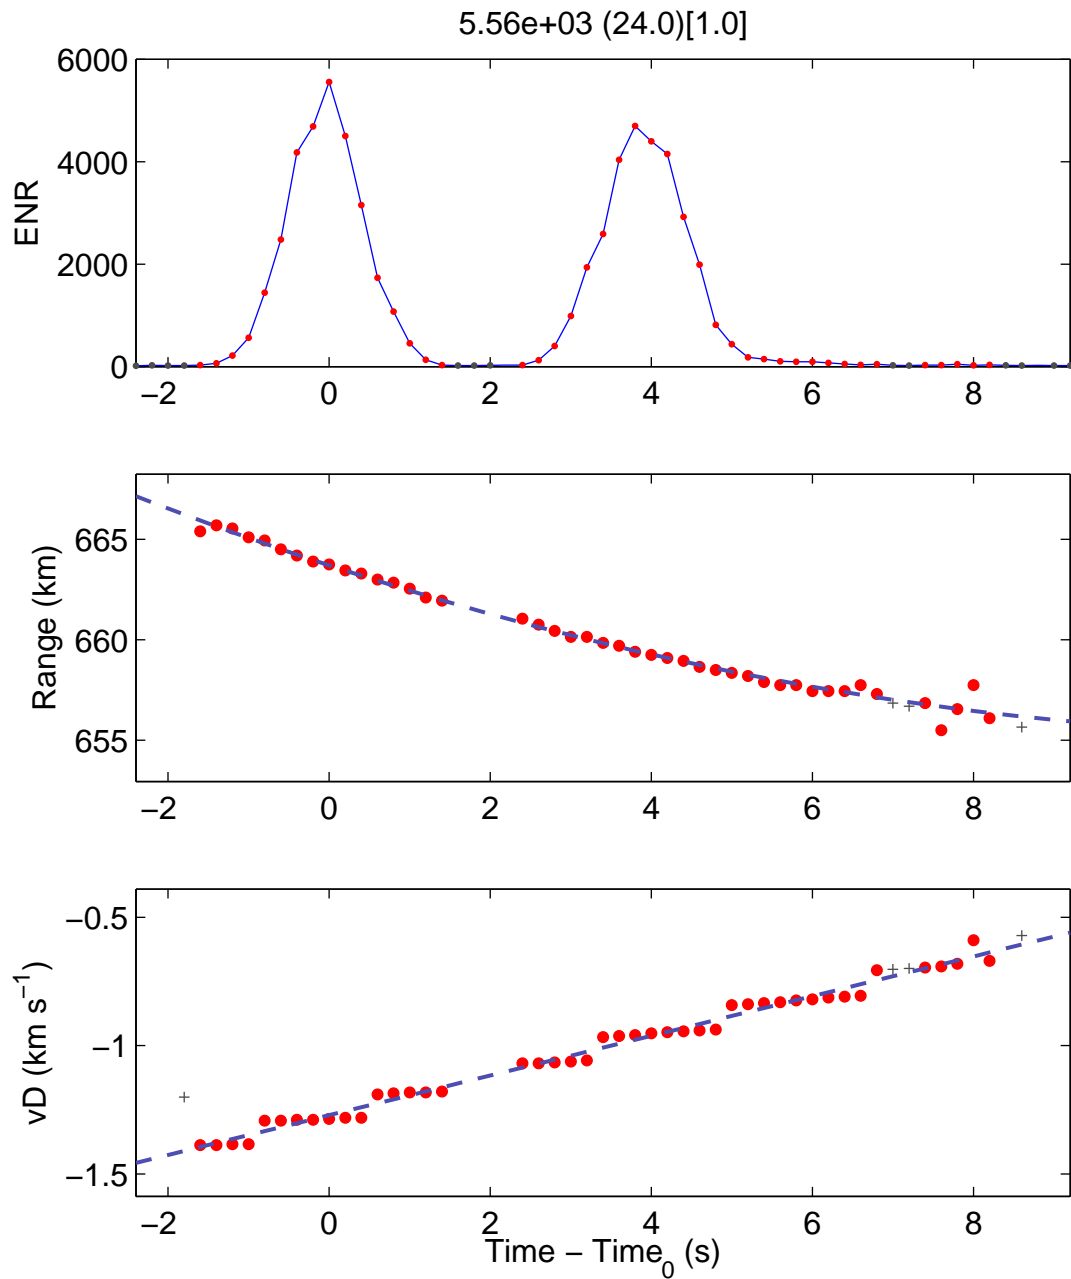 5.56e+03 (24.0)[1.0]
6000
4000
2000
0
ENR
−2 0 2 4 6 8
665
660
655
Range (km)
−2 0 2 4 6 8
−0.5
−1
−1.5
vD (km s⁻¹)
−2 0 2 4 6 8
Time − Time₀ (s)